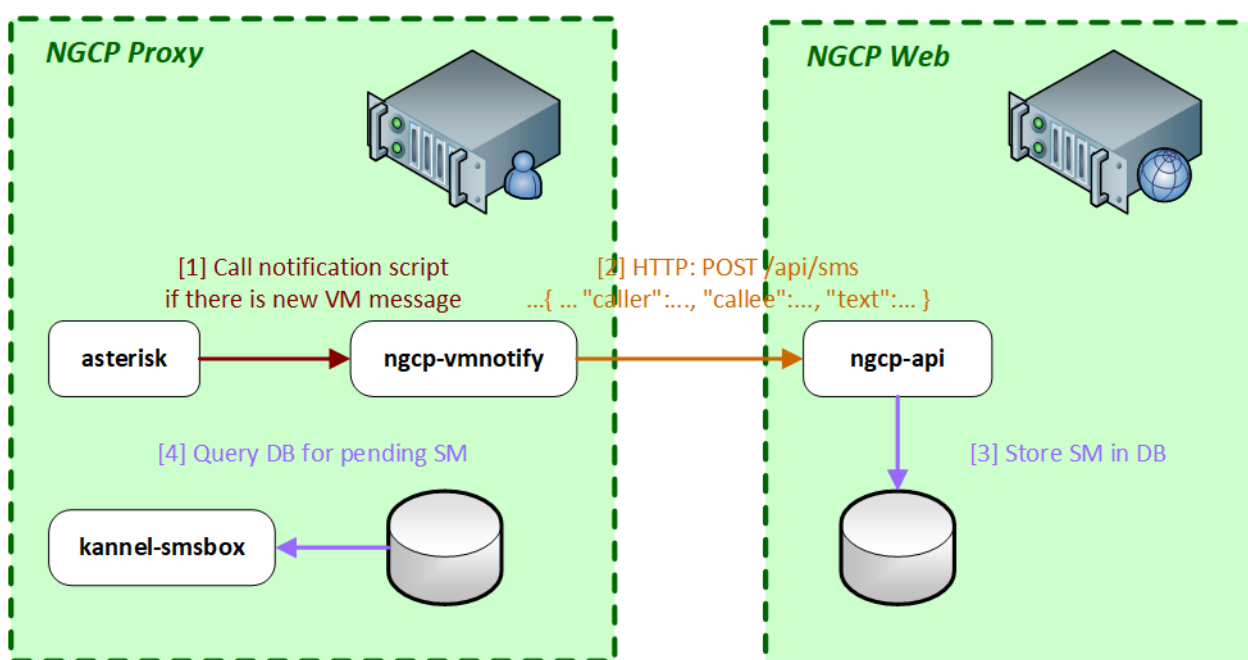 NGCP Proxy
NGCP Web
[1] Call notification script
if there is new VM message
[2] HTTP: POST /api/sms
...{ ... "caller":..., "callee":..., "text":... }
asterisk
ngcp-vmnotify
ngcp-api
[4] Query DB for pending SM
[3] Store SM in DB
kannel-smsbox